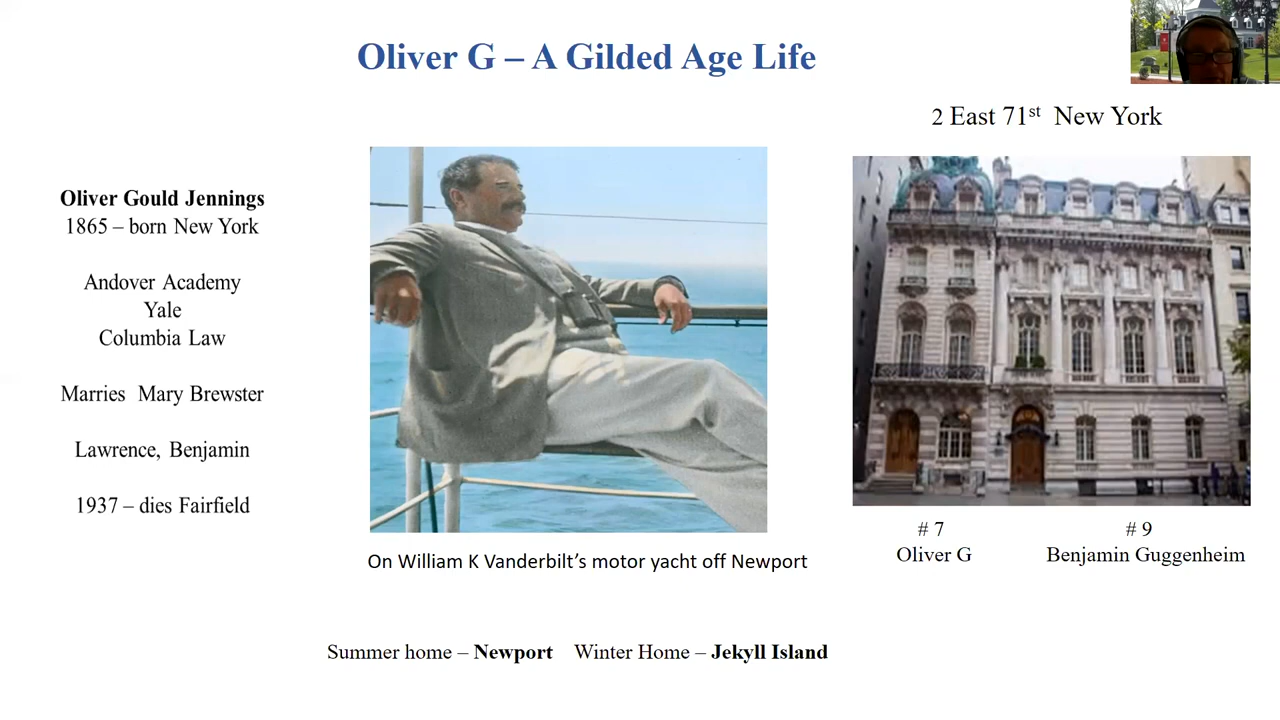 Oliver G – A Gilded Age Life
2 East 71st New York
Oliver Gould Jennings
1865 – born New York
Andover Academy
Yale
Columbia Law
Marries Mary Brewster
Lawrence, Benjamin
1937 – dies Fairfield
On William K Vanderbilt's motor yacht off Newport
# 7
Oliver G
# 9
Benjamin Guggenheim
Summer home – Newport Winter Home – Jekyll Island